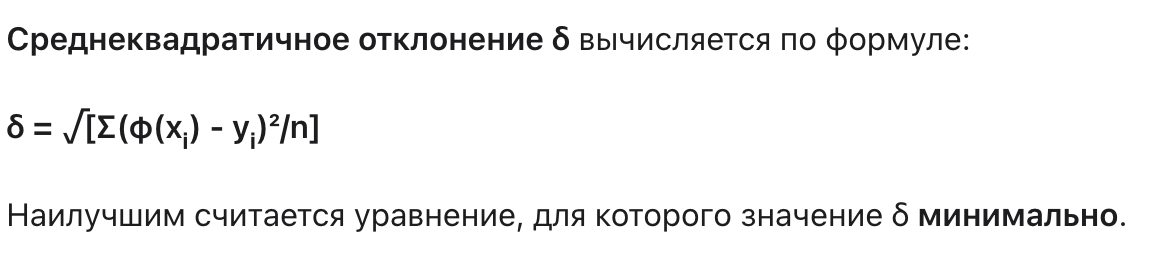 Среднеквадратичное отклонение δ вычисляется по формуле:
δ = √[Σ(φ(xᵢ) - yᵢ)²/n]
Наилучшим считается уравнение, для которого значение δ минимально.